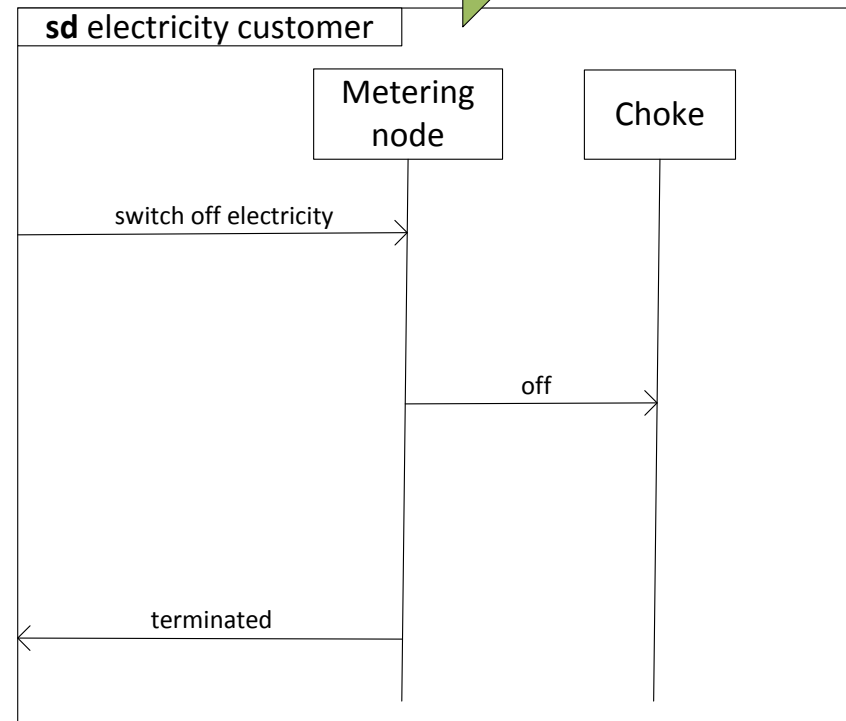 sd electricity customer
Metering
node
Choke
switch off electricity
off
terminated